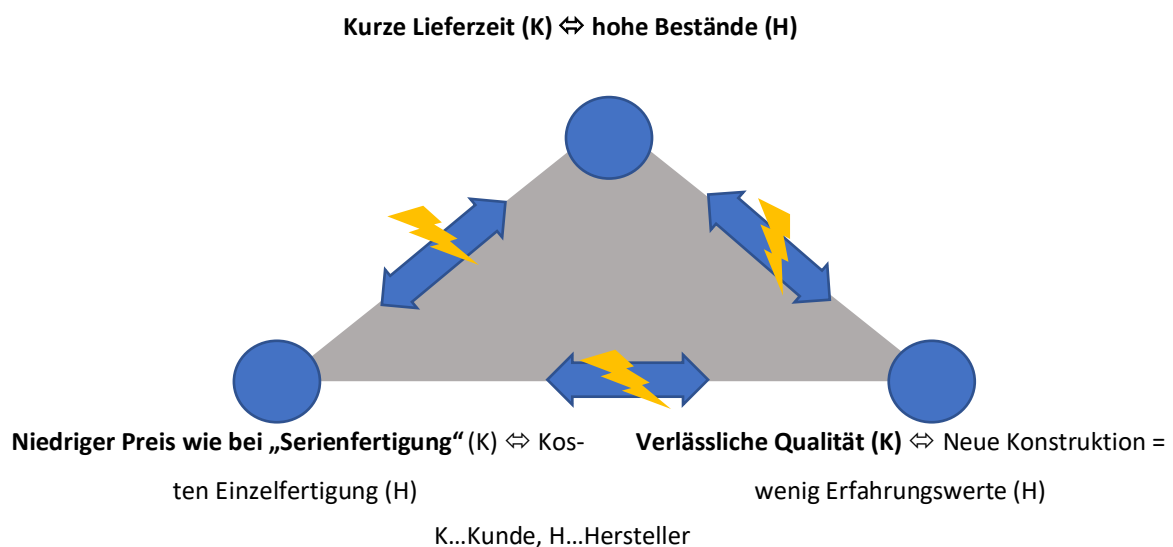 Kurze Lieferzeit (K) ⇔ hohe Bestände (H)
Niedriger Preis wie bei „Serienfertigung“ (K) ⇔ Kos-
ten Einzelfertigung (H)
Verlässliche Qualität (K) ⇔ Neue Konstruktion =
wenig Erfahrungswerte (H)
K…Kunde, H…Hersteller